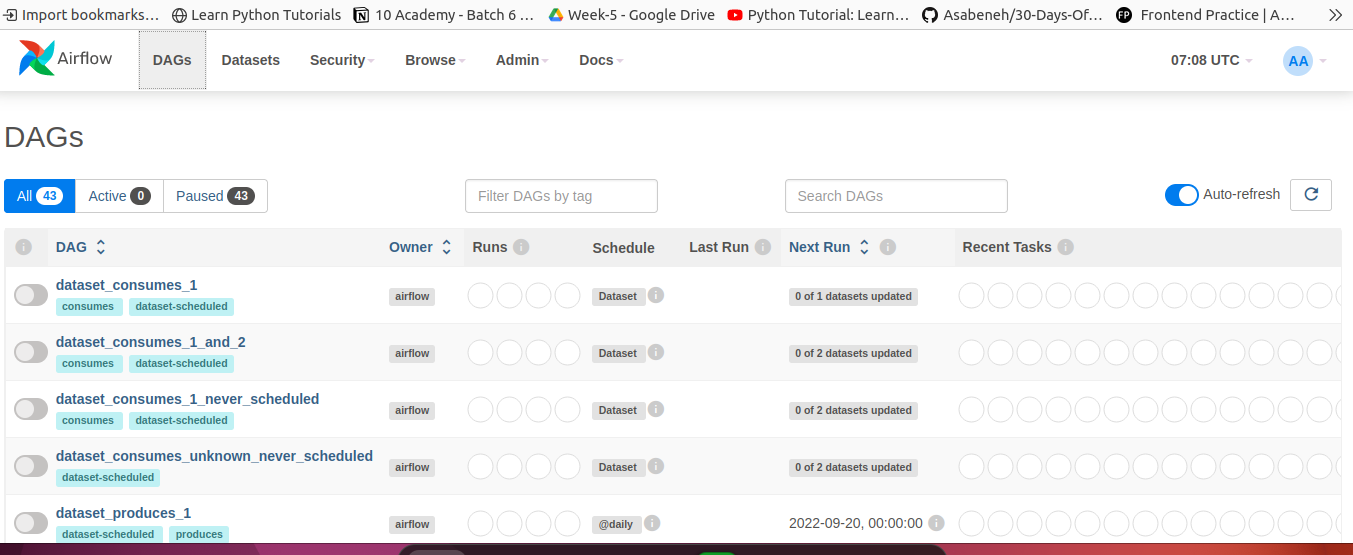 Import bookmarks… Learn Python Tutorials 10 Academy - Batch 6 … Week-5 - Google Drive Python Tutorial: Learn… Asabeneh/30-Days-Of… FP Frontend Practice | A…
Airflow DAGs Datasets Security Browse Admin Docs 07:08 UTC AA
DAGs
All 43 Active 0 Paused 43 Filter DAGs by tag Search DAGs Auto-refresh
DAG Owner Runs Schedule Last Run Next Run Recent Tasks
dataset_consumes_1
consumes dataset-scheduled airflow Dataset 0 of 1 datasets updated
dataset_consumes_1_and_2
consumes dataset-scheduled airflow Dataset 0 of 2 datasets updated
dataset_consumes_1_never_scheduled
consumes dataset-scheduled airflow Dataset 0 of 2 datasets updated
dataset_consumes_unknown_never_scheduled
dataset-scheduled airflow Dataset 0 of 2 datasets updated
dataset_produces_1
dataset-scheduled produces airflow @daily 2022-09-20, 00:00:00